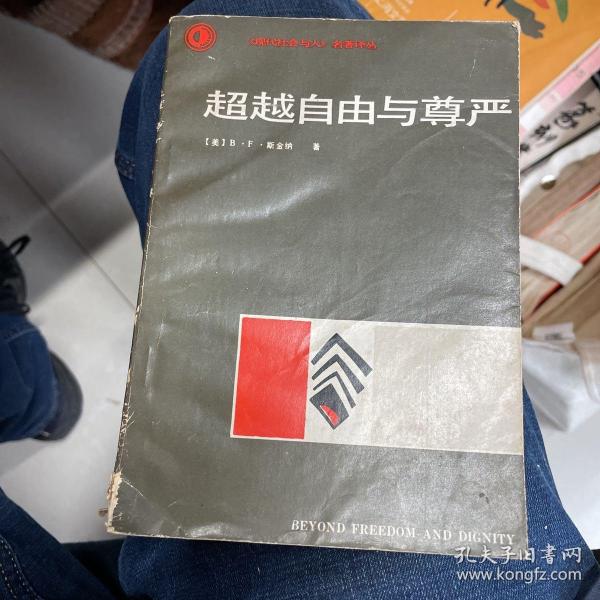 《现代社会与人》名著译丛
超越自由与尊严
【美】B·F·斯金纳 著
BEYOND FREEDOM AND DIGNITY
孔夫子旧书网
www.kongfz.com